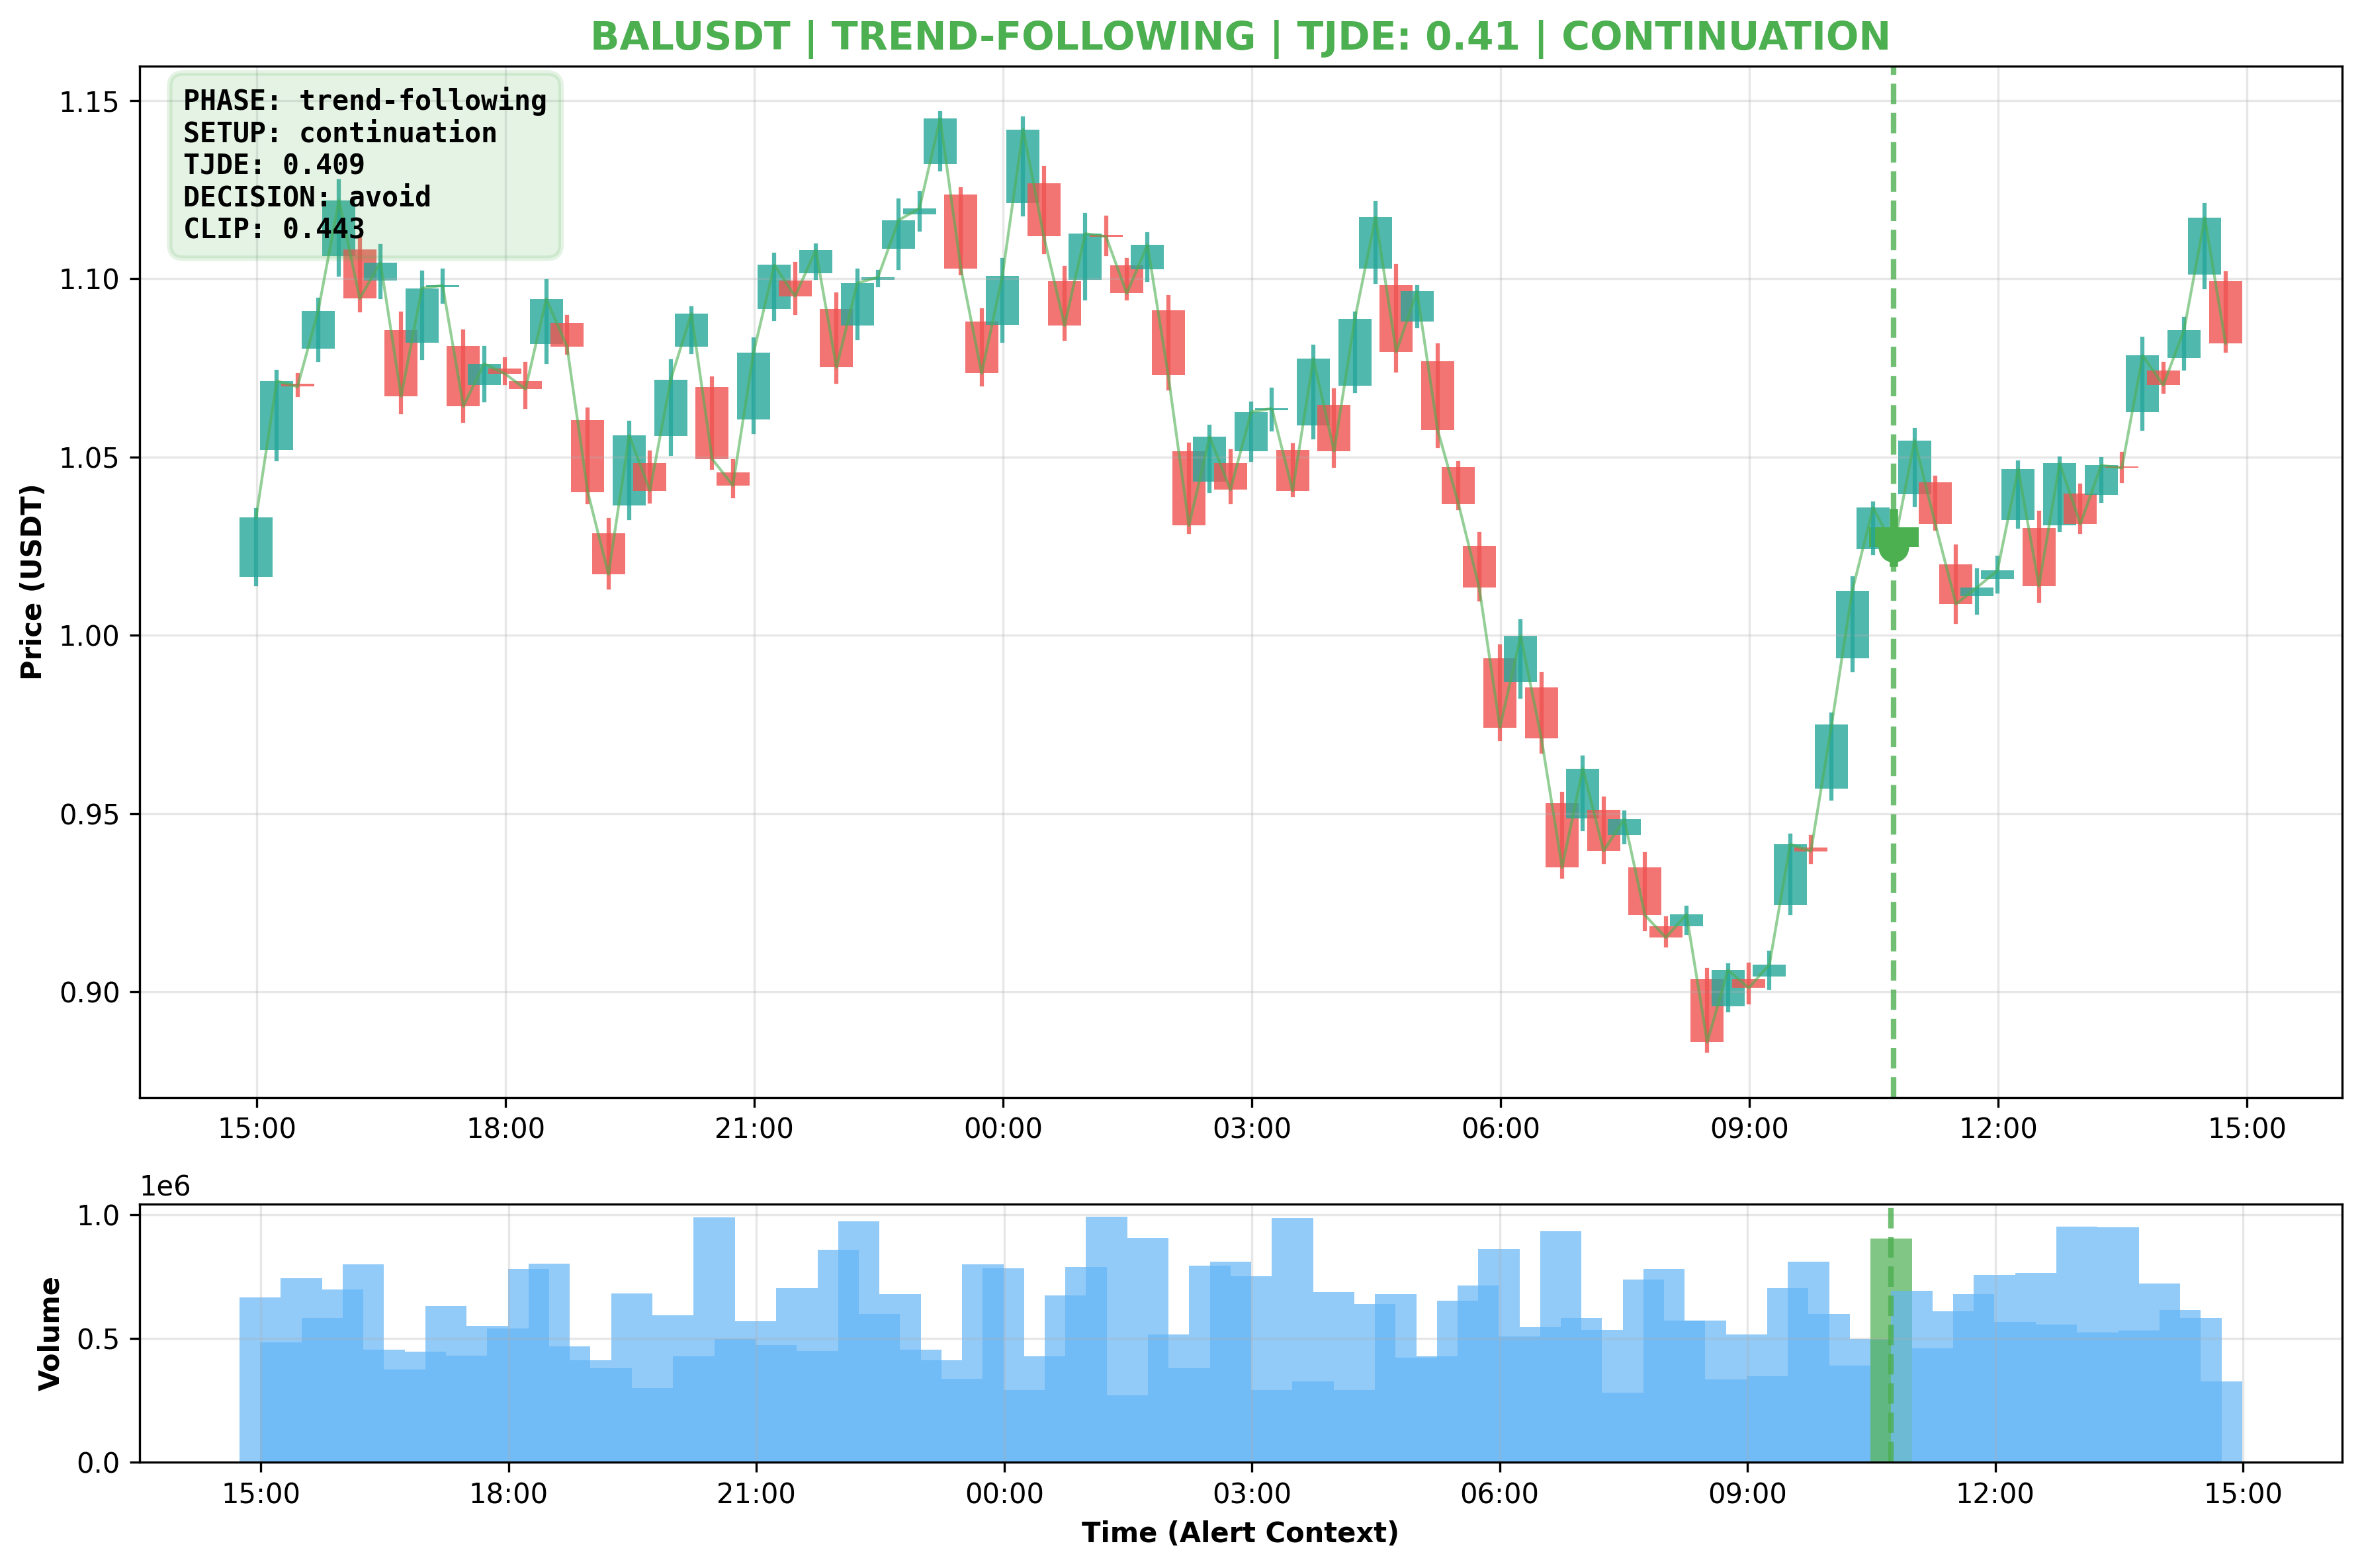 BALUSDT | TREND-FOLLOWING | TJDE: 0.41 | CONTINUATION
PHASE: trend-following
SETUP: continuation
TJDE: 0.409
DECISION: avoid
CLIP: 0.443
Price (USDT)
1.15
1.10
1.05
1.00
0.95
0.90
15:00 18:00 21:00 00:00 03:00 06:00 09:00 12:00 15:00
1e6
Volume
1.0
0.5
0.0
15:00 18:00 21:00 00:00 03:00 06:00 09:00 12:00 15:00
Time (Alert Context)